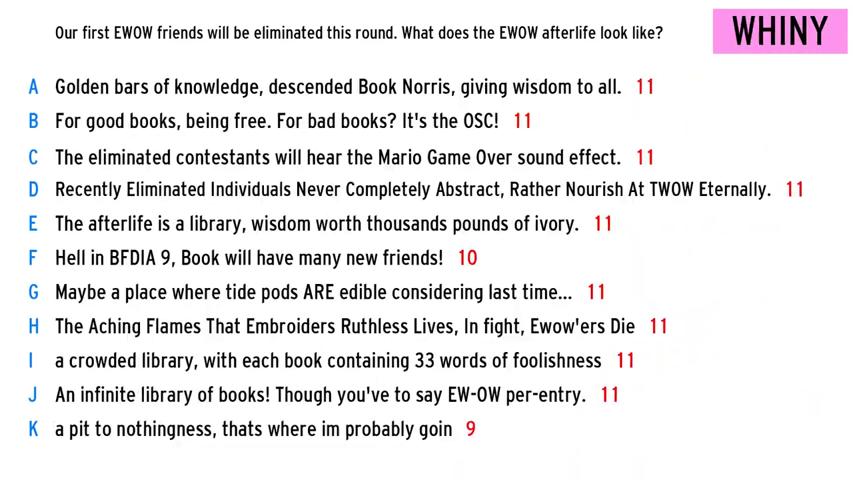 Our first EWOW friends will be eliminated this round. What does the EWOW afterlife look like?
WHINY
A Golden bars of knowledge, descended Book Norris, giving wisdom to all. 11
B For good books, being free. For bad books? It's the OSC! 11
C The eliminated contestants will hear the Mario Game Over sound effect. 11
D Recently Eliminated Individuals Never Completely Abstract, Rather Nourish At TWOW Eternally. 11
E The afterlife is a library, wisdom worth thousands pounds of ivory. 11
F Hell in BFDIA 9, Book will have many new friends! 10
G Maybe a place where tide pods ARE edible considering last time... 11
H The Aching Flames That Embroiders Ruthless Lives, In fight, Ewow'ers Die 11
I a crowded library, with each book containing 33 words of foolishness 11
J An infinite library of books! Though you've to say EW-OW per-entry. 11
K a pit to nothingness, thats where im probably goin 9